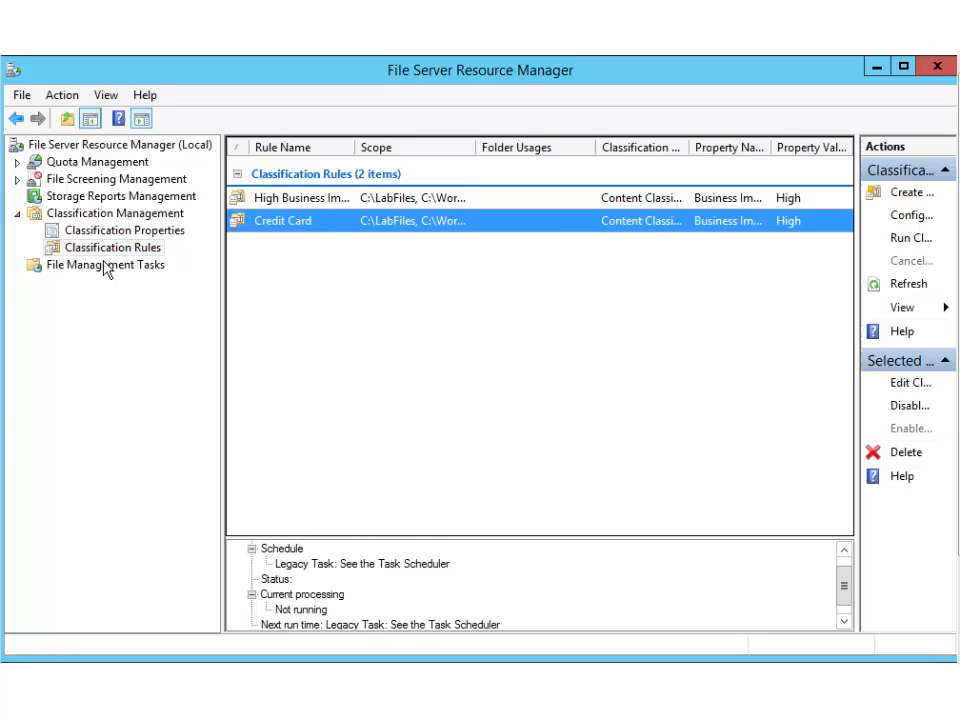 File Server Resource Manager
File Action View Help
File Server Resource Manager (Local)
Quota Management
File Screening Management
Storage Reports Management
Classification Management
Classification Properties
Classification Rules
File Management Tasks
Rule Name Scope Folder Usages Classification ... Property Na... Property Val...
Classification Rules (2 items)
High Business Im... C:\LabFiles, C:\Wor... Content Classi... Business Im... High
Credit Card C:\LabFiles, C:\Wor... Content Classi... Business Im... High
Schedule
Legacy Task: See the Task Scheduler
Status:
Current processing
Not running
Next run time: Legacy Task: See the Task Scheduler
Actions
Classifica...
Create ...
Config...
Run Cl...
Cancel...
Refresh
View
Help
Selected ...
Edit Cl...
Disabl...
Enable...
Delete
Help